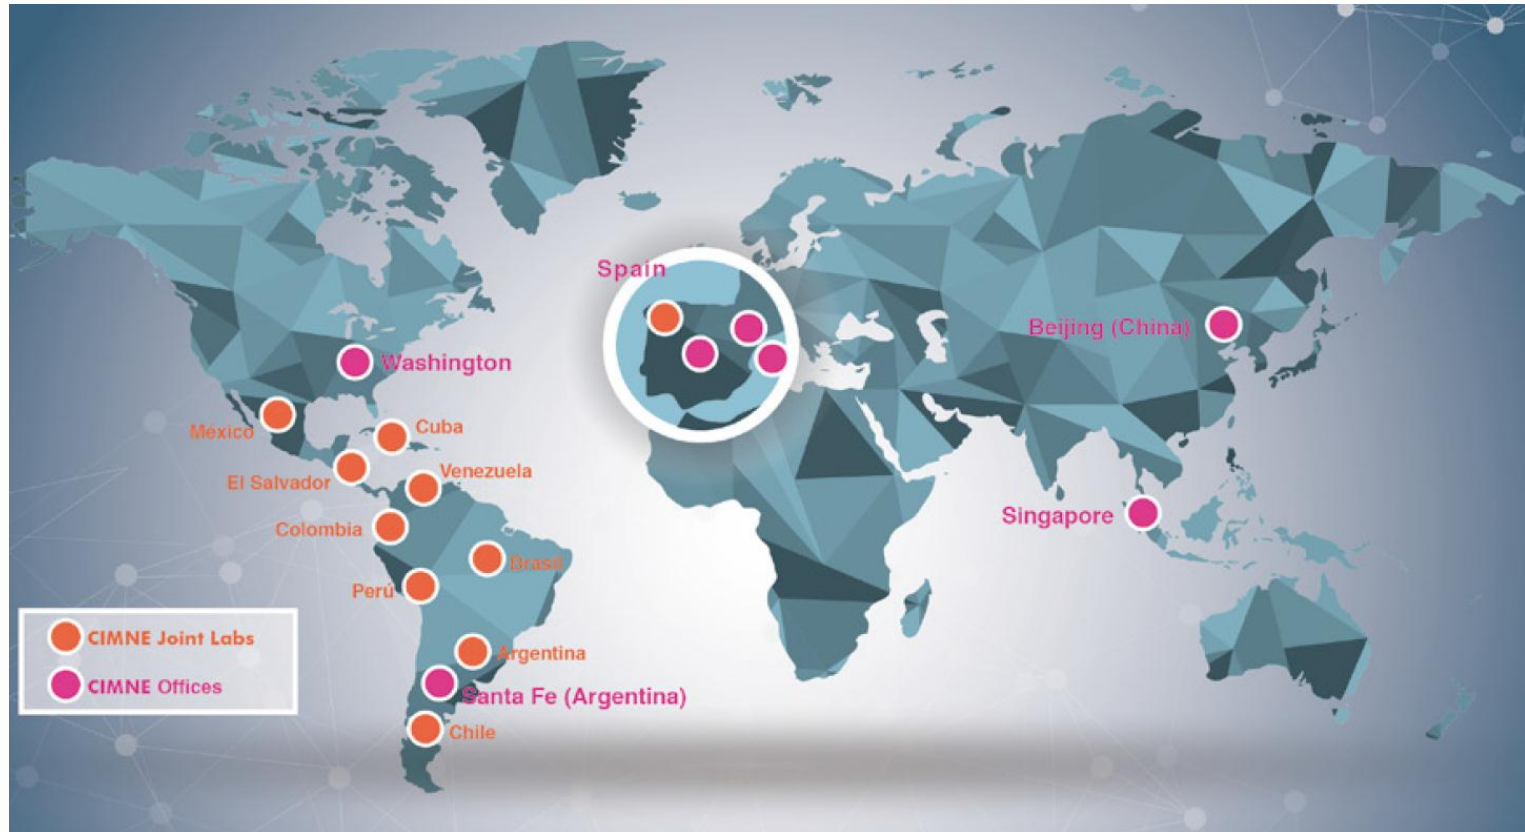 Spain
Beijing (China)
Washington
México
Cuba
El Salvador
Venezuela
Colombia
Singapore
Brasil
Perú
CIMNE Joint Labs
Argentina
CIMNE Offices
Santa Fe (Argentina)
Chile